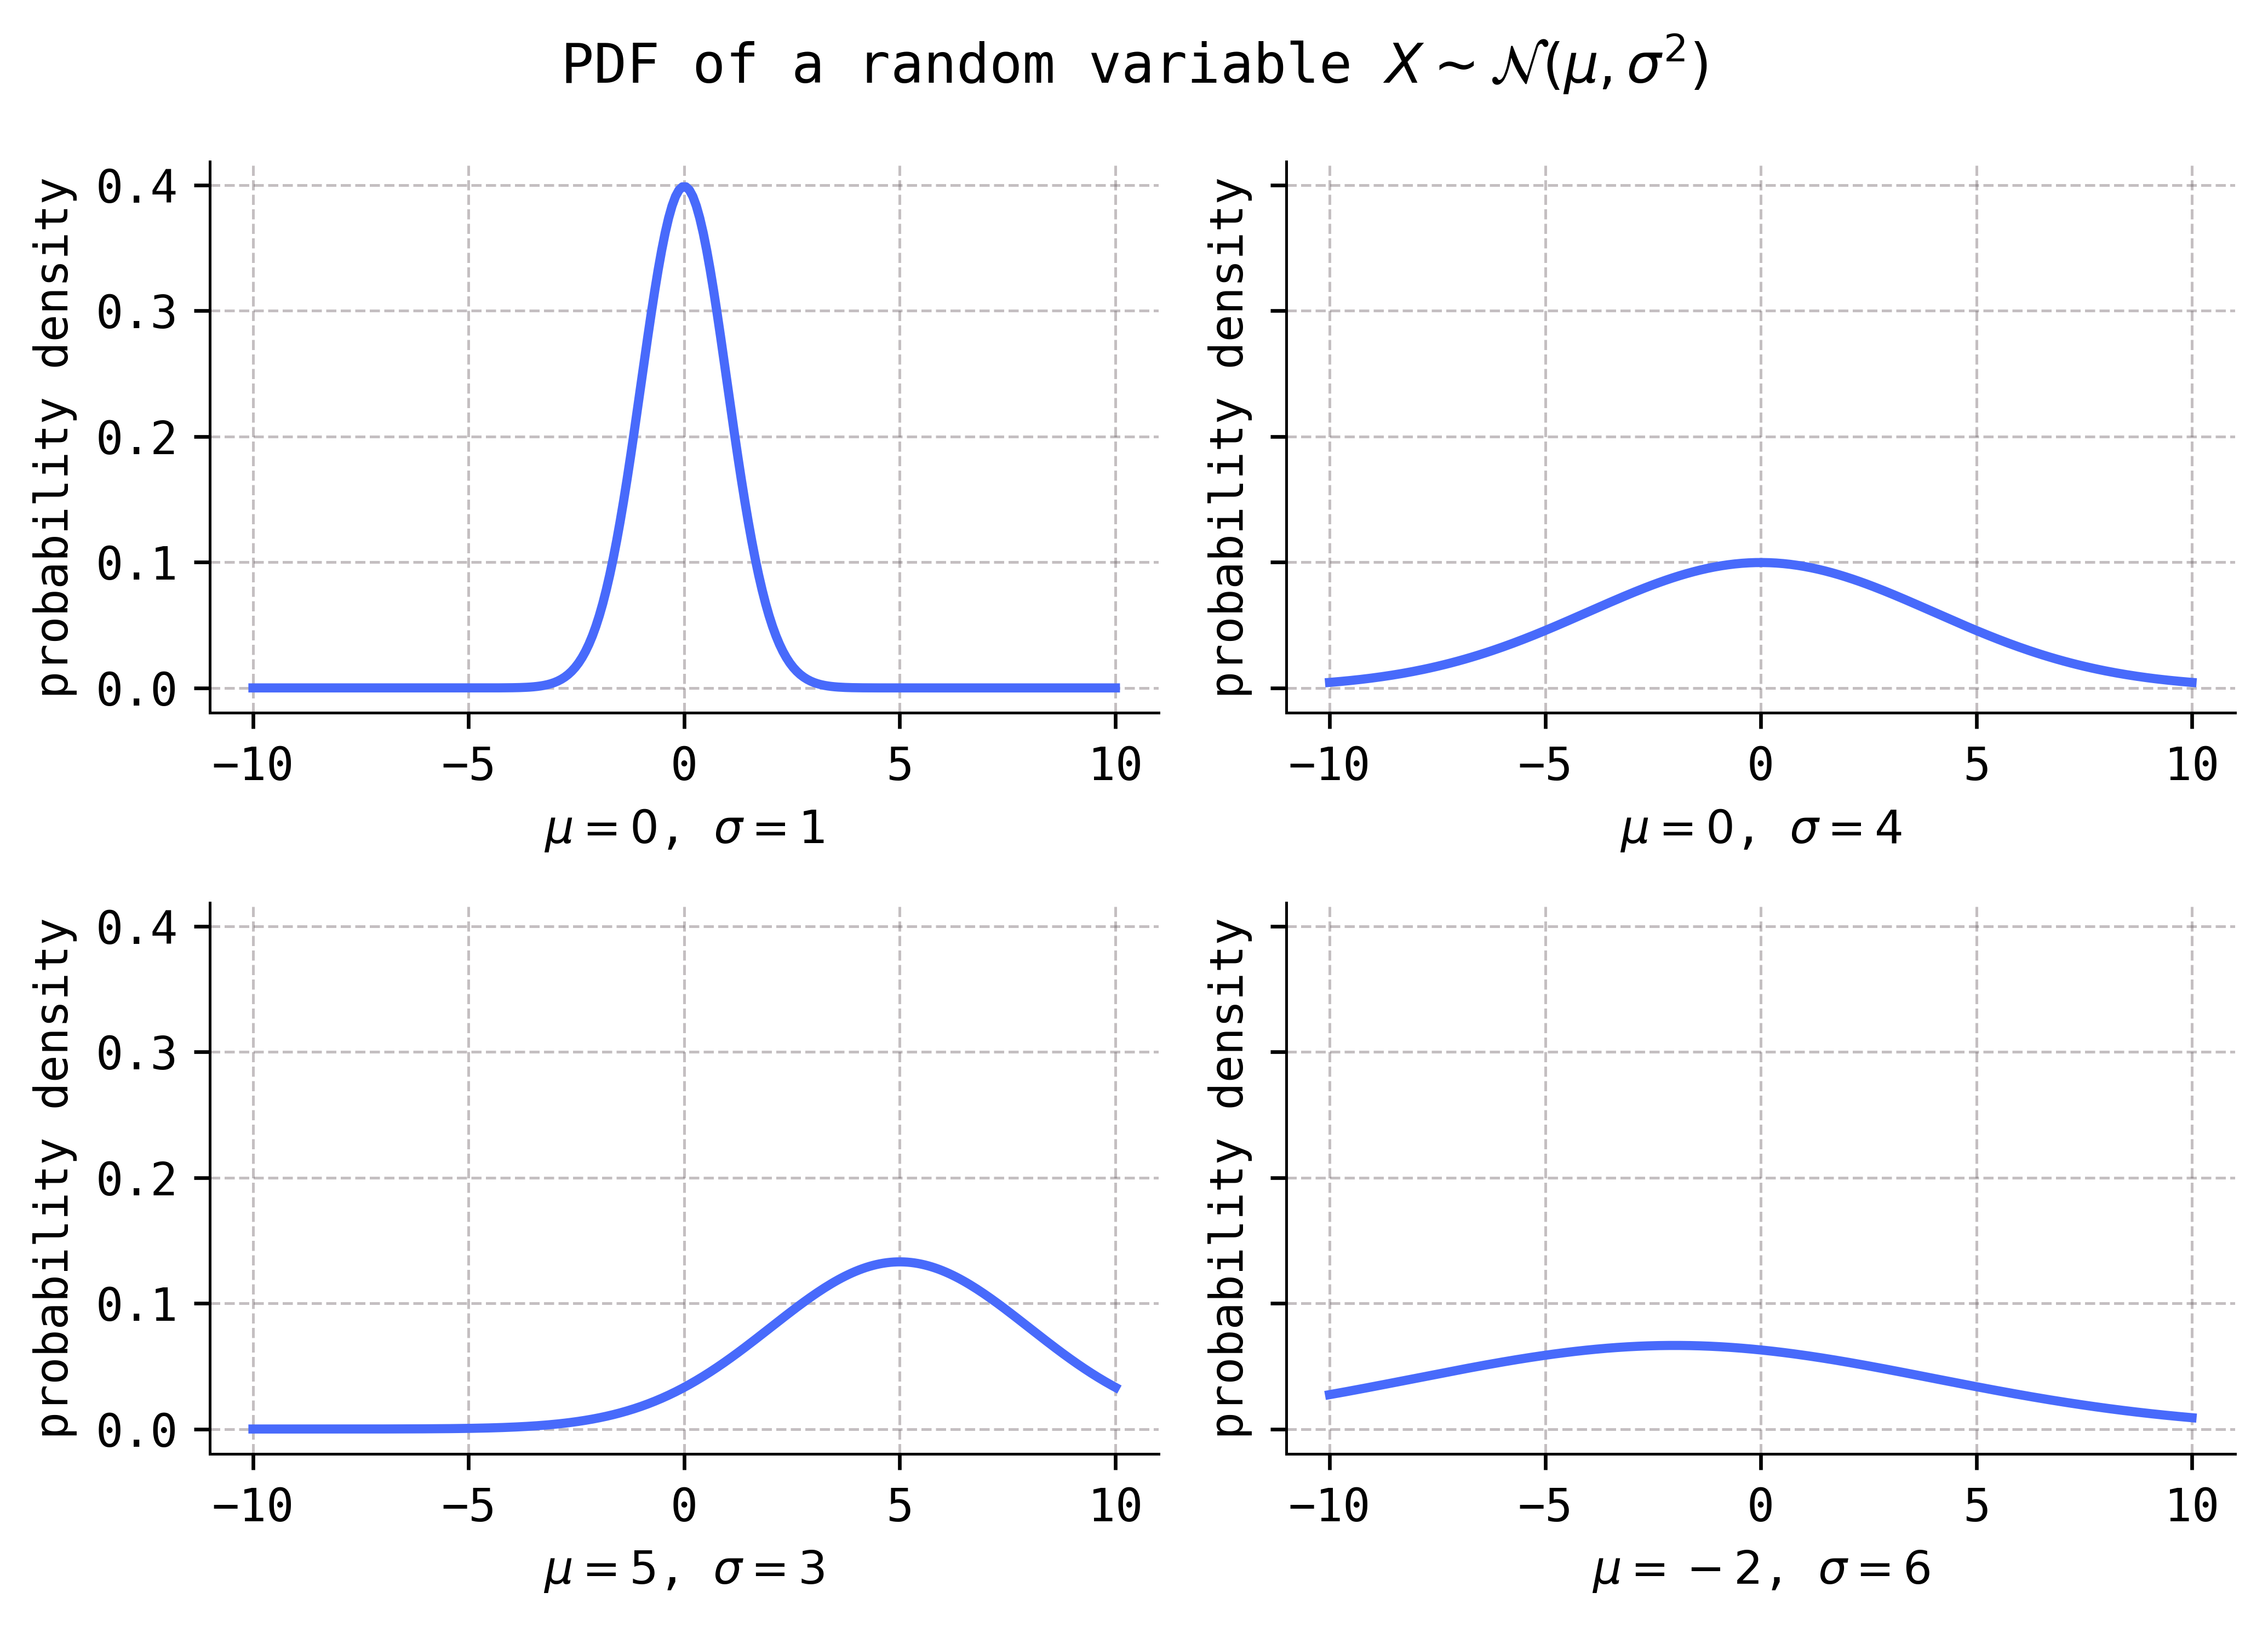 PDF of a random variable X ~ 𝒩(μ, σ²)
probability density
0.4
0.3
0.2
0.1
0.0
−10 −5 0 5 10
μ = 0, σ = 1
probability density
−10 −5 0 5 10
μ = 0, σ = 4
probability density
0.4
0.3
0.2
0.1
0.0
−10 −5 0 5 10
μ = 5, σ = 3
probability density
−10 −5 0 5 10
μ = −2, σ = 6